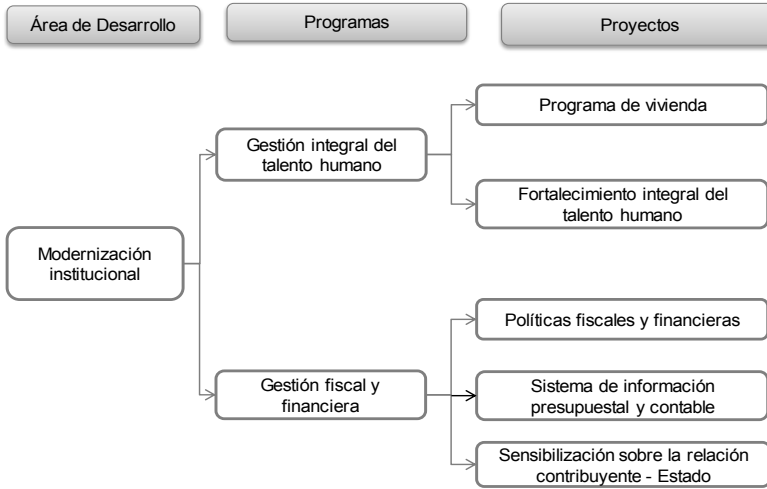 Área de Desarrollo
Programas
Proyectos
Programa de vivienda
Gestión integral del
talento humano
Fortalecimiento integral del
talento humano
Modernización
institucional
Políticas fiscales y financieras
Gestión fiscal y
financiera
Sistema de información
presupuestal y contable
Sensibilización sobre la relación
contribuyente - Estado